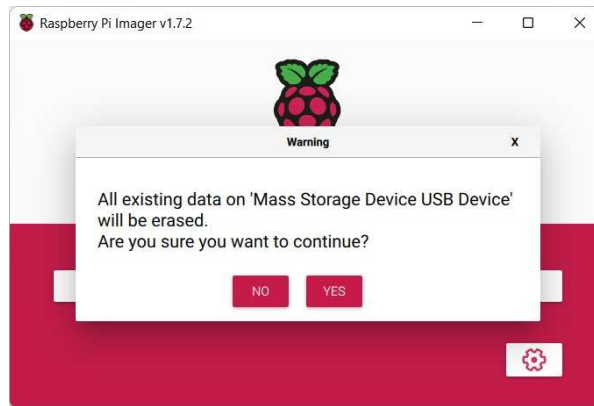 Raspberry Pi Imager v1.7.2
Warning
X
All existing data on 'Mass Storage Device USB Device'
will be erased.
Are you sure you want to continue?
NO YES